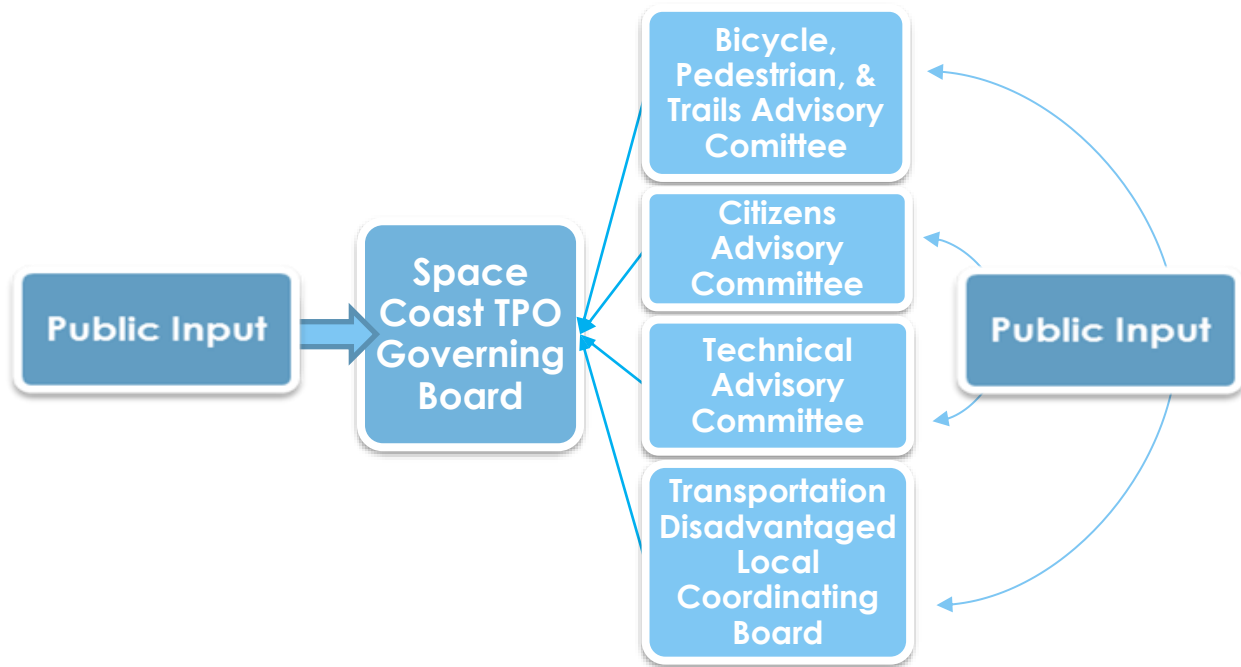 Public Input
Space
Coast TPO
Governing
Board
Bicycle,
Pedestrian, &
Trails Advisory
Comittee
Citizens
Advisory
Committee
Technical
Advisory
Committee
Transportation
Disadvantaged
Local
Coordinating
Board
Public Input